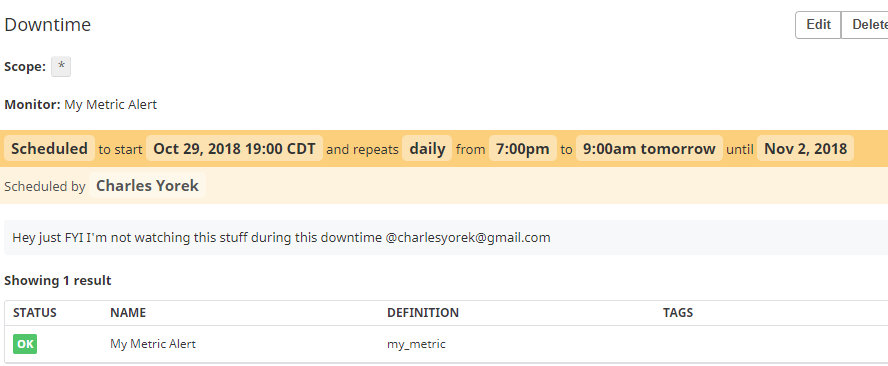 Downtime Edit Delete
Scope: *
Monitor: My Metric Alert
Scheduled to start Oct 29, 2018 19:00 CDT and repeats daily from 7:00pm to 9:00am tomorrow until Nov 2, 2018
Scheduled by Charles Yorek
Hey just FYI I'm not watching this stuff during this downtime @charlesyorek@gmail.com
Showing 1 result
STATUS NAME DEFINITION TAGS
OK My Metric Alert my_metric